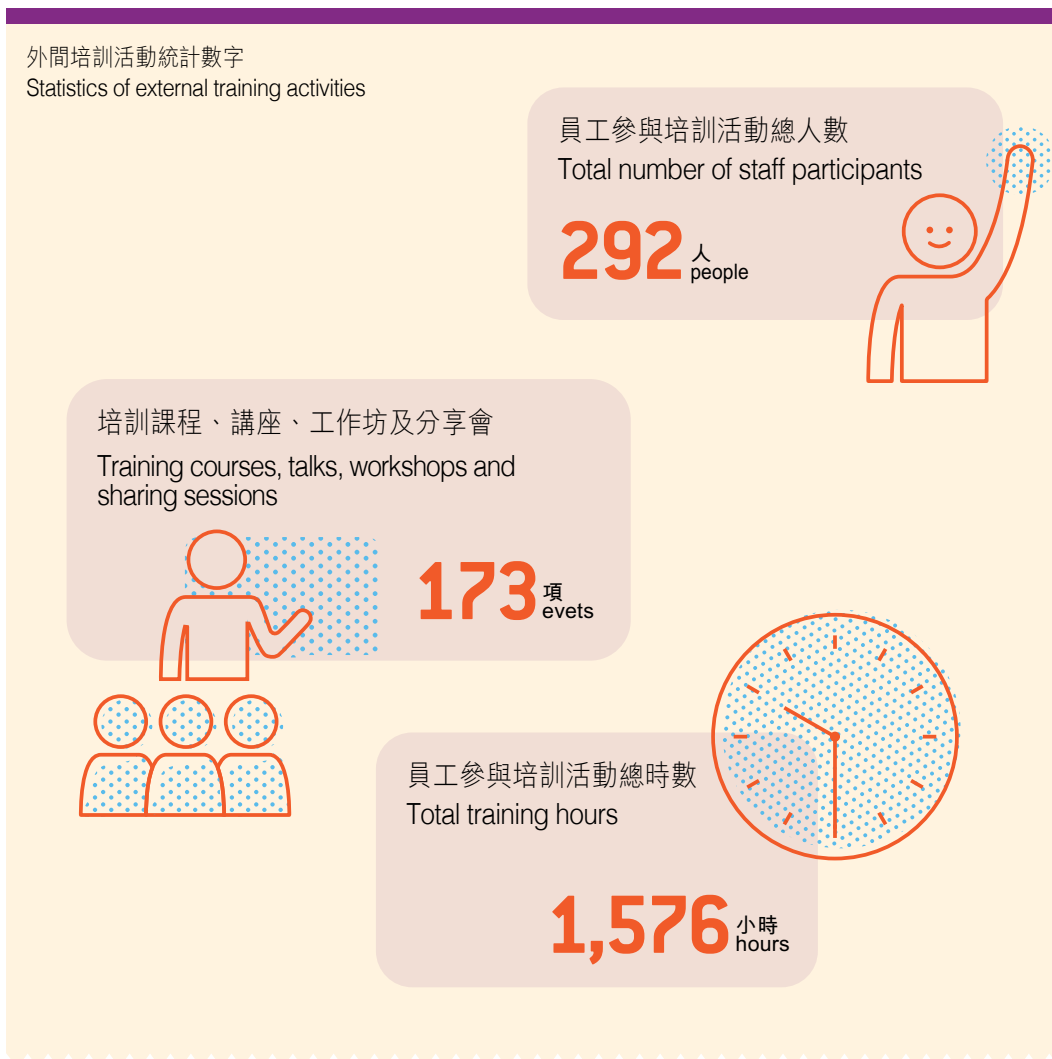 外間培訓活動統計數字
Statistics of external training activities
員工參與培訓活動總人數
Total number of staff participants
292 人
people
培訓課程、講座、工作坊及分享會
Training courses, talks, workshops and
sharing sessions
173 項
evets
員工參與培訓活動總時數
Total training hours
1,576 小時
hours